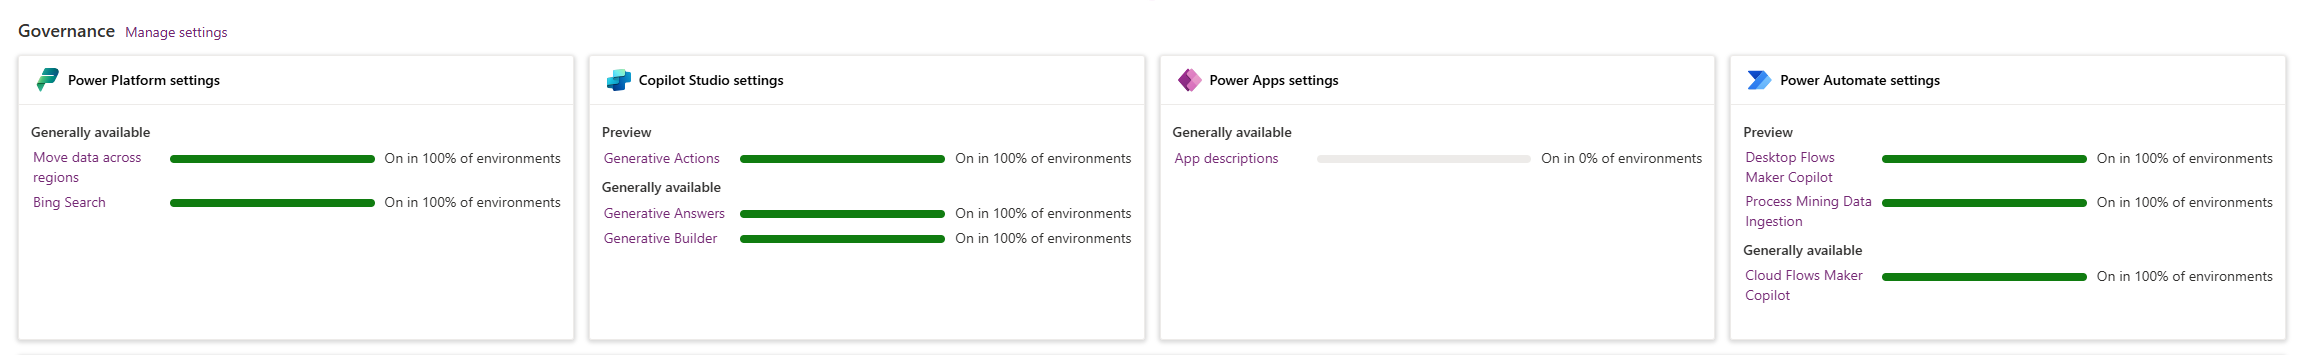 Governance Manage settings
Power Platform settings
Generally available
Move data across
regions
On in 100% of environments
Bing Search
On in 100% of environments
Copilot Studio settings
Preview
Generative Actions
On in 100% of environments
Generally available
Generative Answers
On in 100% of environments
Generative Builder
On in 100% of environments
Power Apps settings
Generally available
App descriptions
On in 0% of environments
Power Automate settings
Preview
Desktop Flows
Maker Copilot
On in 100% of environments
Process Mining Data
Ingestion
On in 100% of environments
Generally available
Cloud Flows Maker
Copilot
On in 100% of environments